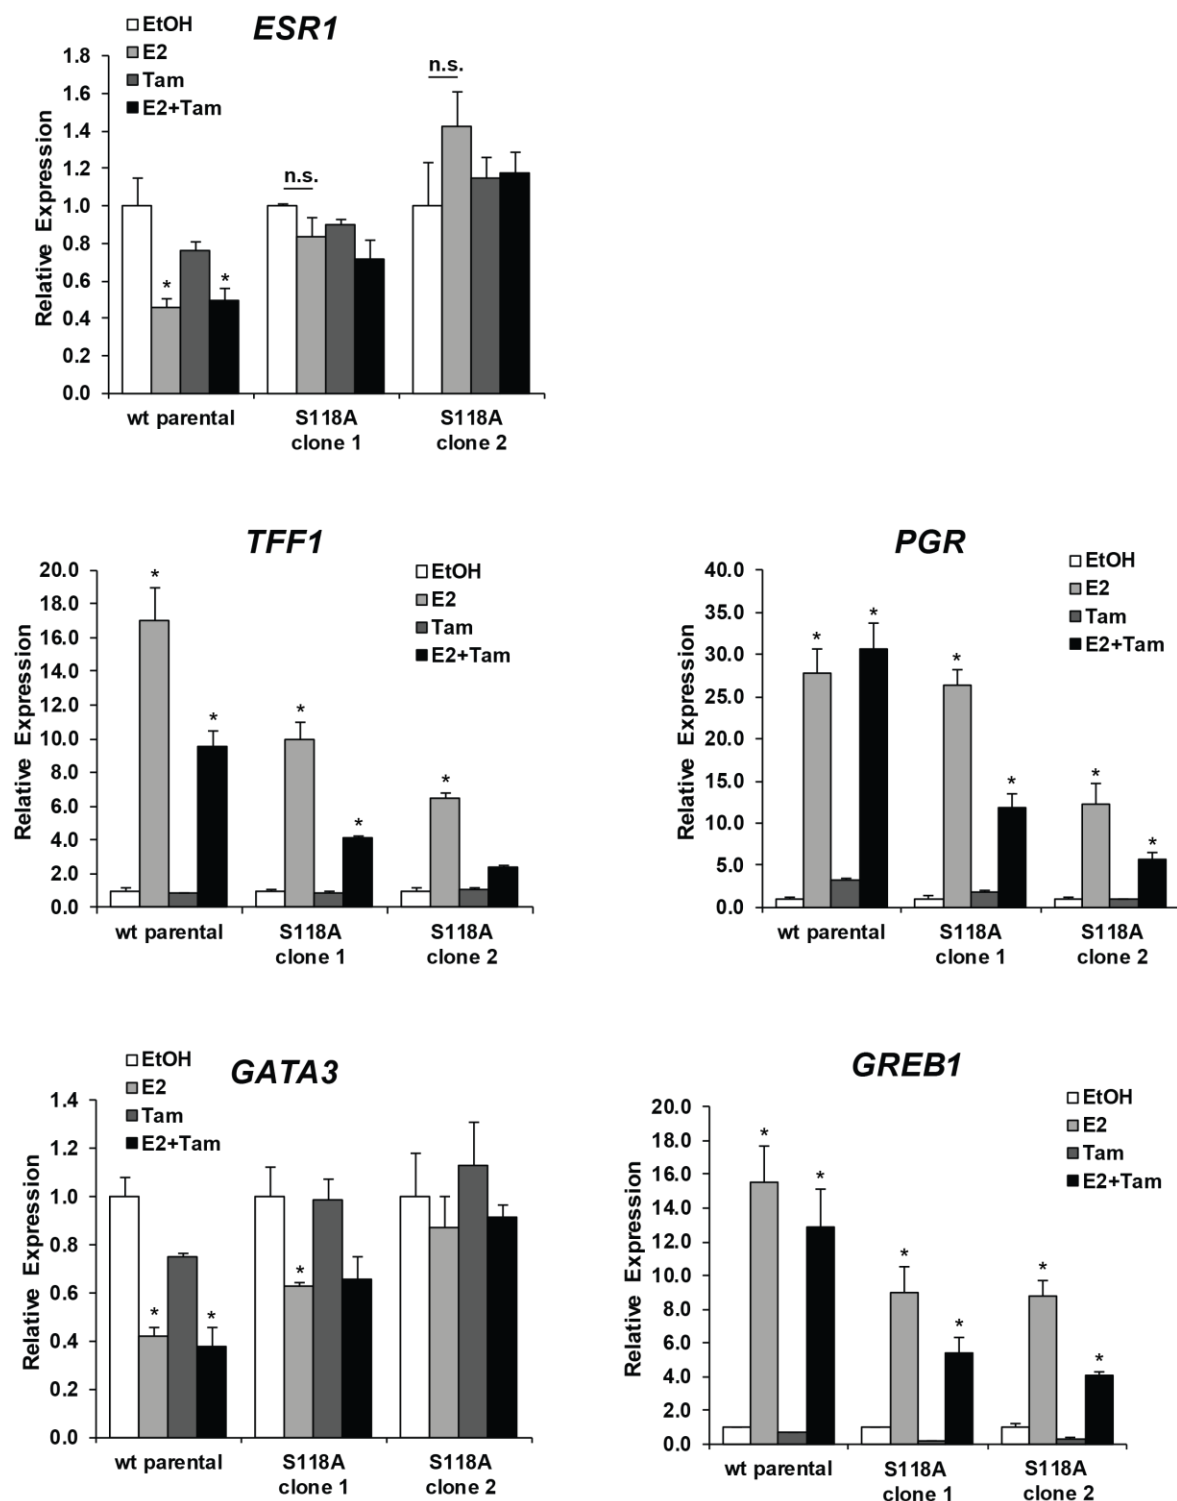 ESR1
EtOH
E2
Tam
E2+Tam
Relative Expression
1.8
1.6
1.4
1.2
1.0
0.8
0.6
0.4
0.2
0.0
* *
n.s.
n.s.
wt parental
S118A
clone 1
S118A
clone 2
TFF1
EtOH
E2
Tam
E2+Tam
Relative Expression
20.0
18.0
16.0
14.0
12.0
10.0
8.0
6.0
4.0
2.0
0.0
* *
* *
*
wt parental
S118A
clone 1
S118A
clone 2
PGR
EtOH
E2
Tam
E2+Tam
Relative Expression
40.0
35.0
30.0
25.0
20.0
15.0
10.0
5.0
0.0
* *
* *
* *
wt parental
S118A
clone 1
S118A
clone 2
GATA3
EtOH
E2
Tam
E2+Tam
Relative Expression
1.4
1.2
1.0
0.8
0.6
0.4
0.2
0.0
* *
*
wt parental
S118A
clone 1
S118A
clone 2
GREB1
EtOH
E2
Tam
E2+Tam
Relative Expression
20.0
18.0
16.0
14.0
12.0
10.0
8.0
6.0
4.0
2.0
0.0
* *
* *
* *
wt parental
S118A
clone 1
S118A
clone 2